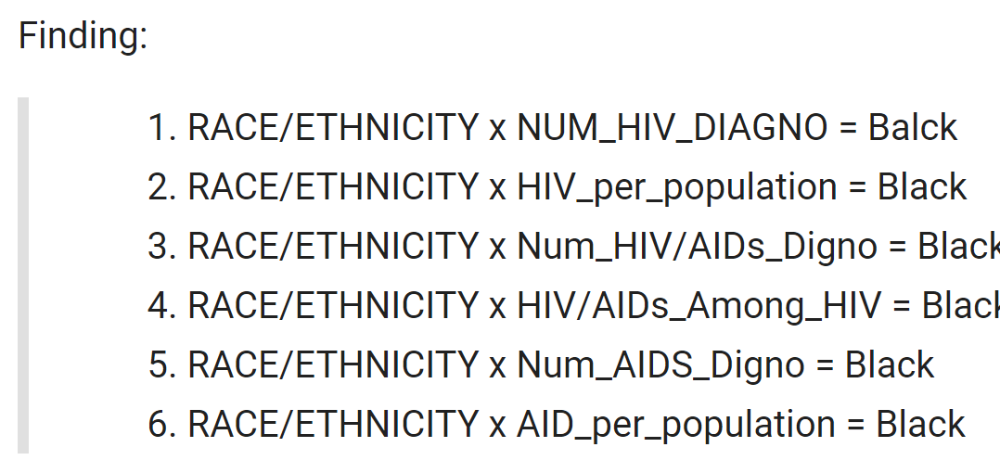 Finding:
1. RACE/ETHNICITY x NUM_HIV_DIAGNO = Balck
2. RACE/ETHNICITY x HIV_per_population = Black
3. RACE/ETHNICITY x Num_HIV/AIDs_Digno = Black
4. RACE/ETHNICITY x HIV/AIDs_Among_HIV = Black
5. RACE/ETHNICITY x Num_AIDS_Digno = Black
6. RACE/ETHNICITY x AID_per_population = Black